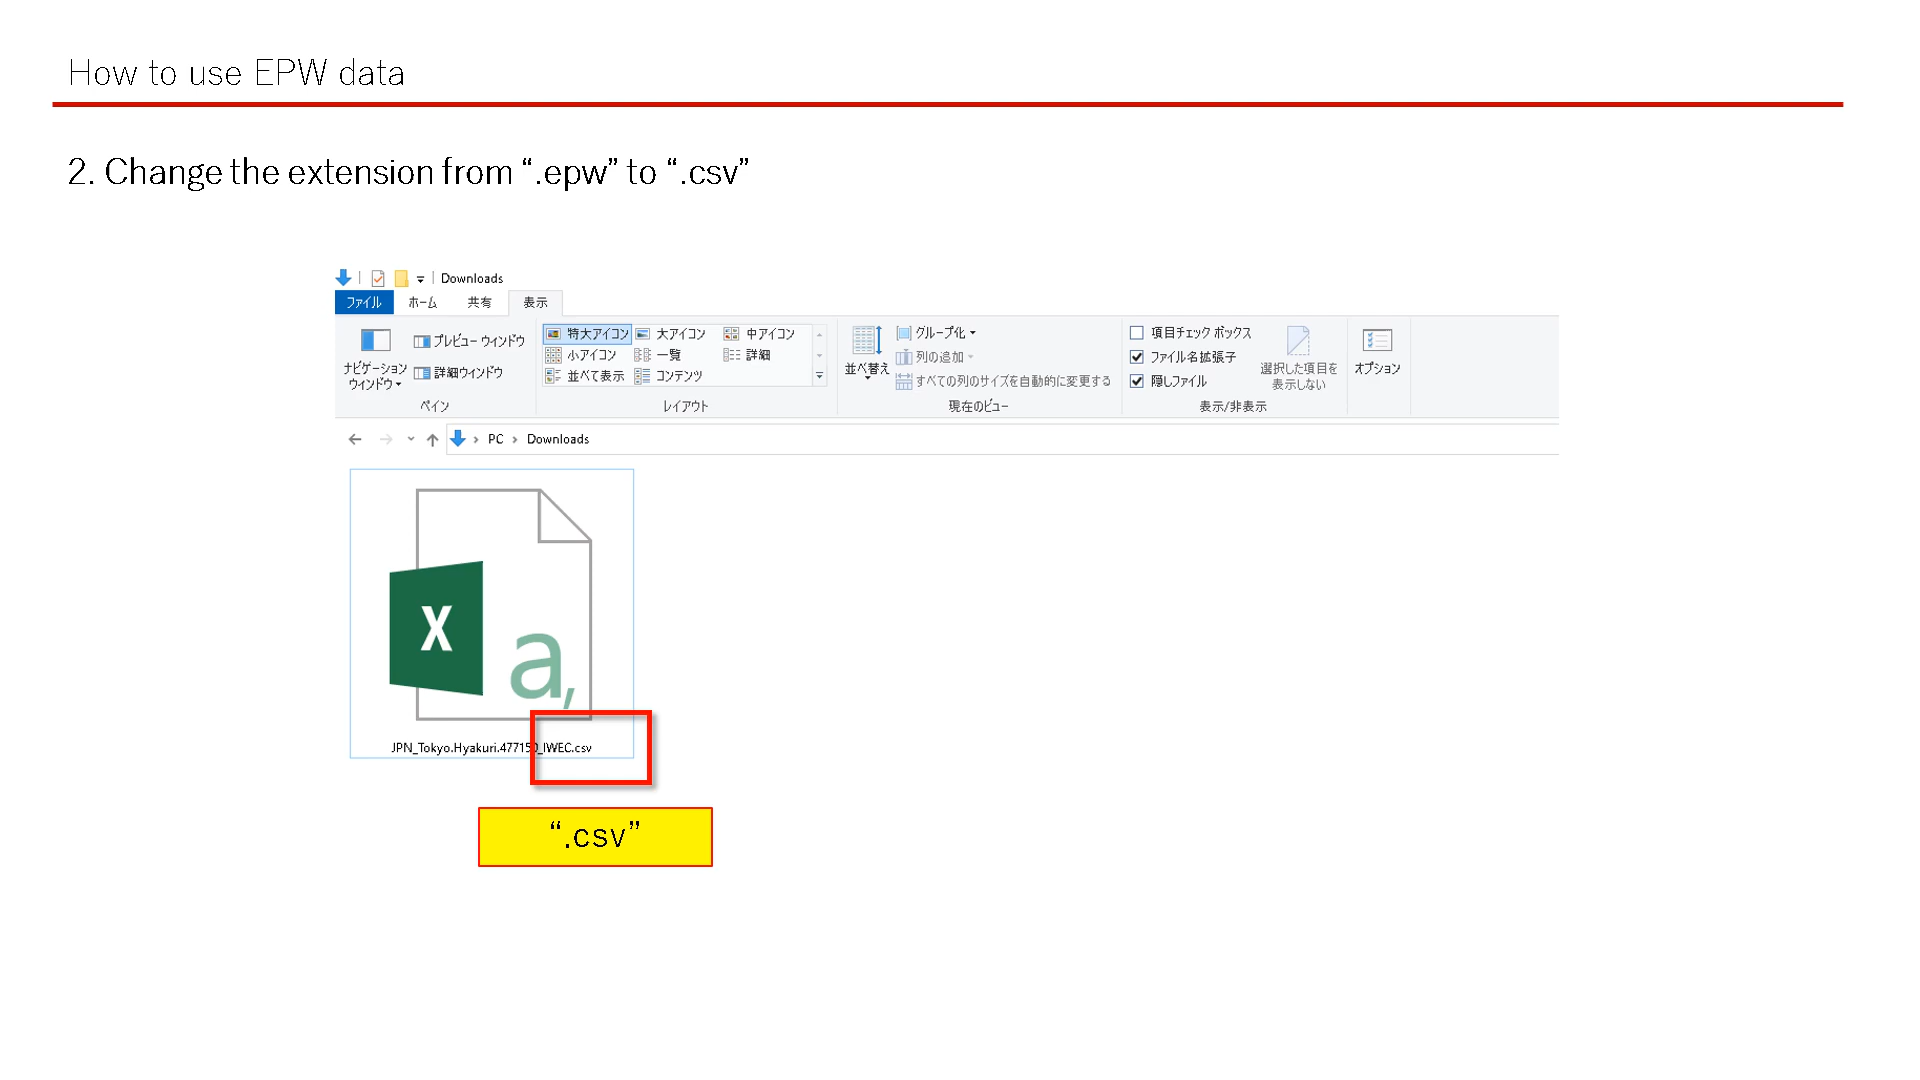 How to use EPW data
2. Change the extension from “.epw” to “.csv”
Downloads
ファイル ホーム 共有 表示
ナビゲーション
ウィンドウ
プレビュー ウィンドウ
詳細ウィンドウ
ペイン
特大アイコン 大アイコン 中アイコン
小アイコン 一覧 詳細
並べて表示 コンテンツ
レイアウト
並べ替え
グループ化
列の追加
すべての列のサイズを自動的に変更する
現在のビュー
項目チェック ボックス
ファイル名拡張子
隠しファイル
選択した項目を
表示しない
表示/非表示
オプション
PC Downloads
X
a,
JPN_Tokyo.Hyakuri.477150_IWEC.csv
“.csv”